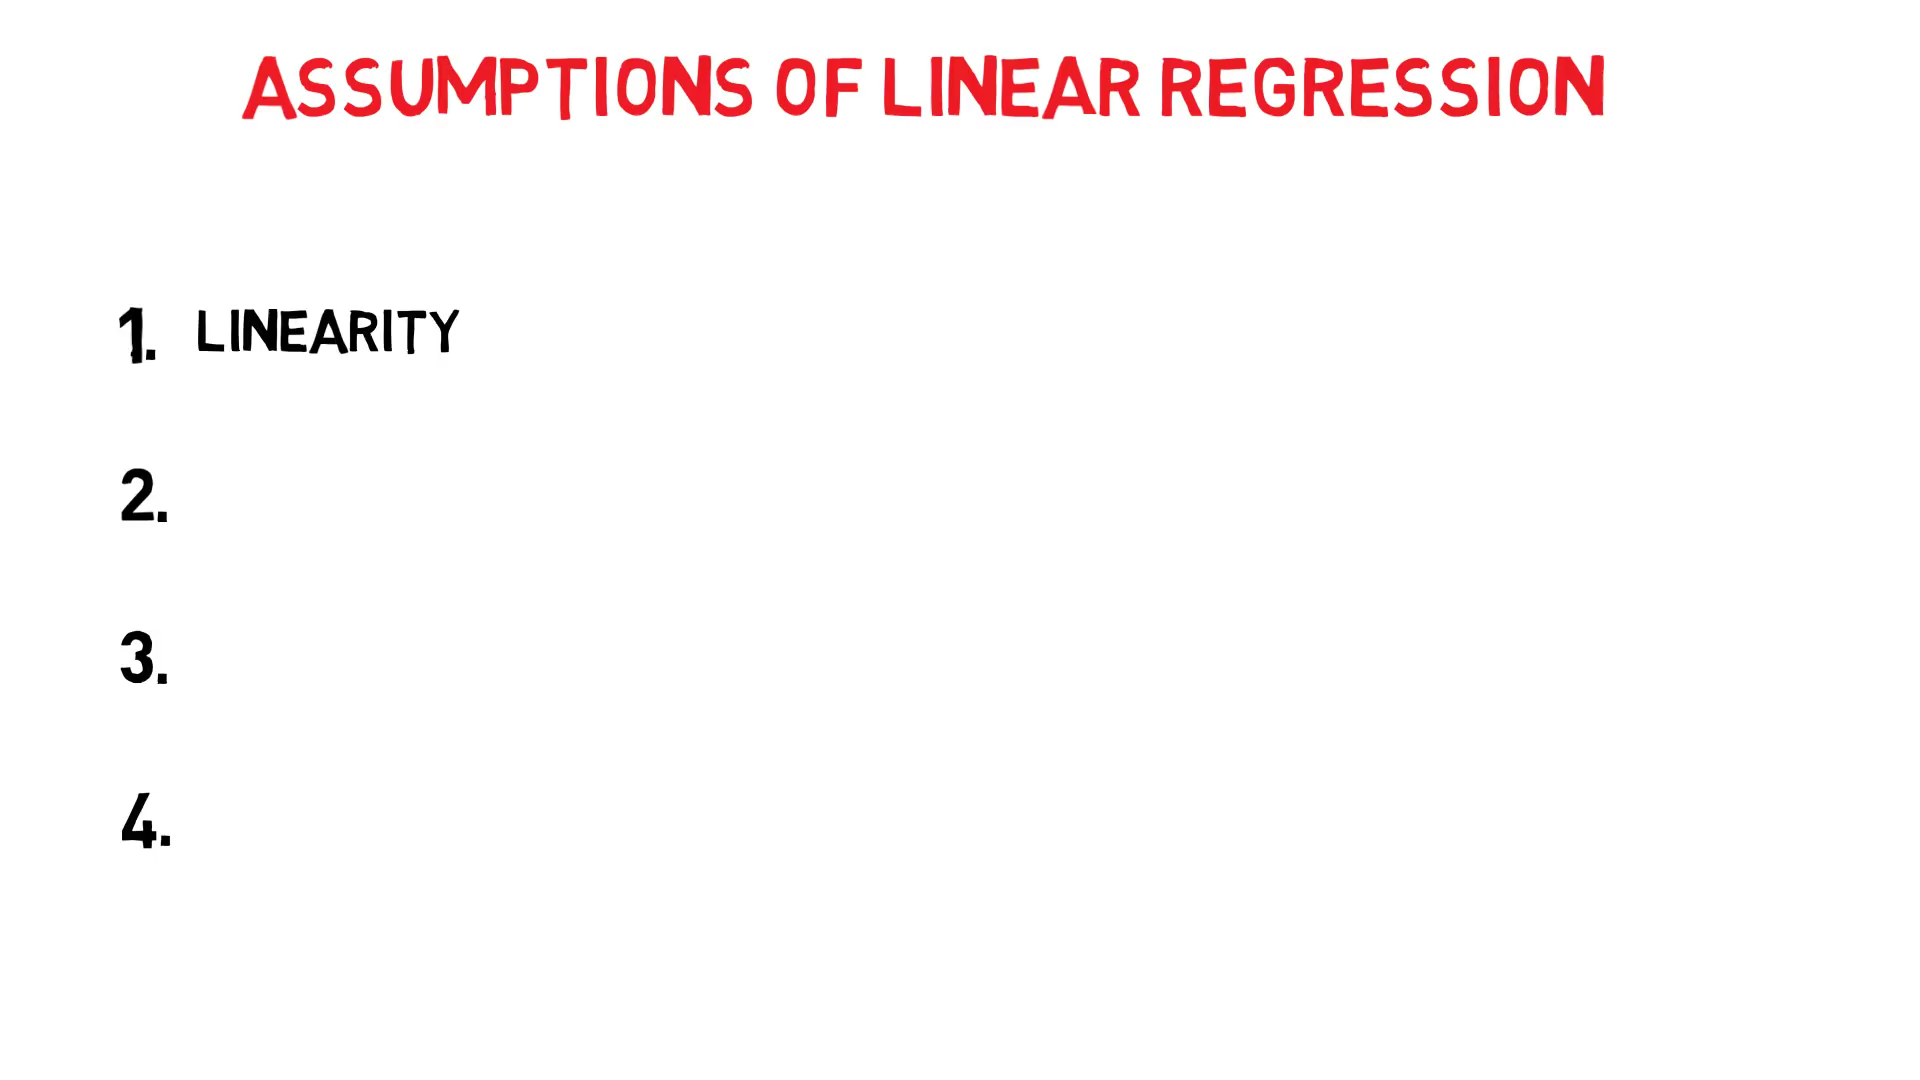 ASSUMPTIONS OF LINEAR REGRESSION
1. LINEARITY
2.
3.
4.